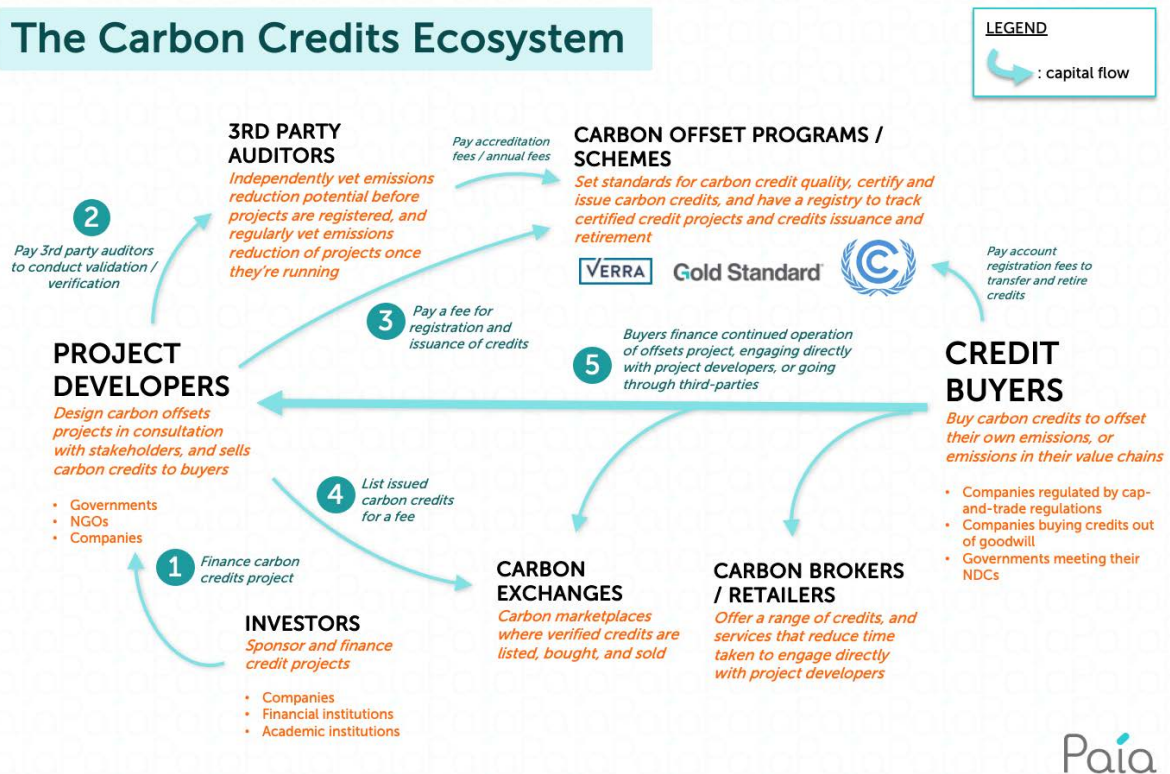 The Carbon Credits Ecosystem
LEGEND
: capital flow
3RD PARTY
AUDITORS
Independently vet emissions
reduction potential before
projects are registered, and
regularly vet emissions
reduction of projects once
they're running
Pay accreditation
fees / annual fees
CARBON OFFSET PROGRAMS /
SCHEMES
Set standards for carbon credit quality, certify and
issue carbon credits, and have a registry to track
certified credit projects and credits issuance and
retirement
VERRA
Gold Standard
2
Pay 3rd party auditors
to conduct validation /
verification
Pay account
registration fees to
transfer and retire
credits
3
Pay a fee for
registration and
issuance of credits
5
Buyers finance continued operation
of offsets project, engaging directly
with project developers, or going
through third-parties
PROJECT
DEVELOPERS
Design carbon offsets
projects in consultation
with stakeholders, and sells
carbon credits to buyers
• Governments
• NGOs
• Companies
CREDIT
BUYERS
Buy carbon credits to offset
their own emissions, or
emissions in their value chains
• Companies regulated by cap-
and-trade regulations
• Companies buying credits out
of goodwill
• Governments meeting their
NDCs
4
List issued
carbon credits
for a fee
1
Finance carbon
credits project
INVESTORS
Sponsor and finance
credit projects
• Companies
• Financial institutions
• Academic institutions
CARBON
EXCHANGES
Carbon marketplaces
where verified credits are
listed, bought, and sold
CARBON BROKERS
/ RETAILERS
Offer a range of credits, and
services that reduce time
taken to engage directly
with project developers
Paia